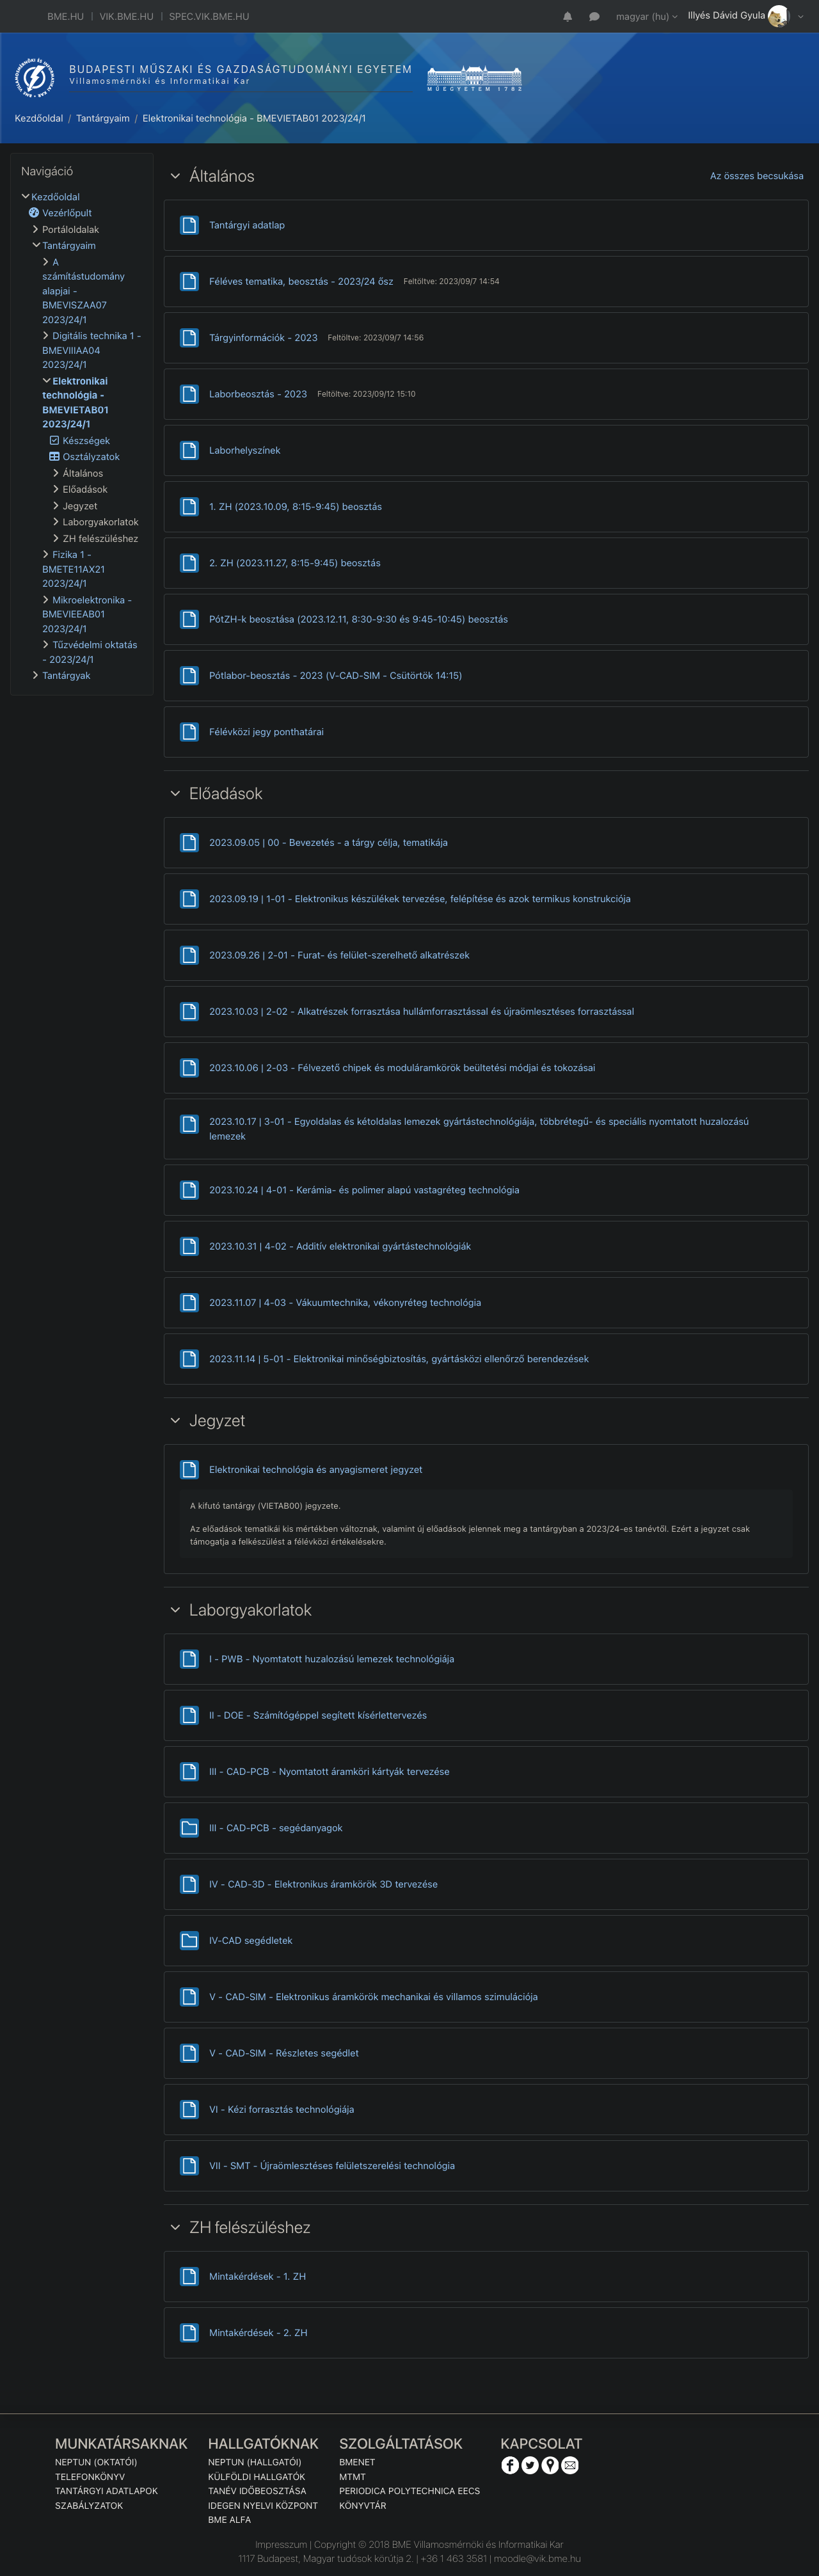 BME.HU | VIK.BME.HU | SPEC.VIK.BME.HU
magyar (hu) Illyés Dávid Gyula
BUDAPESTI MŰSZAKI ÉS GAZDASÁGTUDOMÁNYI EGYETEM
Villamosmérnöki és Informatikai Kar
MŰEGYETEM 1782
Kezdőoldal / Tantárgyaim / Elektronikai technológia - BMEVIETAB01 2023/24/1
Navigáció
Kezdőoldal
Vezérlőpult
Portáloldalak
Tantárgyaim
A
számítástudomány
alapjai -
BMEVISZAA07
2023/24/1
Digitális technika 1 -
BMEVIIIAA04
2023/24/1
Elektronikai
technológia -
BMEVIETAB01
2023/24/1
Készségek
Osztályzatok
Általános
Előadások
Jegyzet
Laborgyakorlatok
ZH felészüléshez
Fizika 1 -
BMETE11AX21
2023/24/1
Mikroelektronika -
BMEVIEEAB01
2023/24/1
Tűzvédelmi oktatás
- 2023/24/1
Tantárgyak
Általános
Az összes becsukása
Tantárgyi adatlap
Féléves tematika, beosztás - 2023/24 ősz Feltöltve: 2023/09/7 14:54
Tárgyinformációk - 2023 Feltöltve: 2023/09/7 14:56
Laborbeosztás - 2023 Feltöltve: 2023/09/12 15:10
Laborhelyszínek
1. ZH (2023.10.09, 8:15-9:45) beosztás
2. ZH (2023.11.27, 8:15-9:45) beosztás
PótZH-k beosztása (2023.12.11, 8:30-9:30 és 9:45-10:45) beosztás
Pótlabor-beosztás - 2023 (V-CAD-SIM - Csütörtök 14:15)
Félévközi jegy ponthatárai
Előadások
2023.09.05 | 00 - Bevezetés - a tárgy célja, tematikája
2023.09.19 | 1-01 - Elektronikus készülékek tervezése, felépítése és azok termikus konstrukciója
2023.09.26 | 2-01 - Furat- és felület-szerelhető alkatrészek
2023.10.03 | 2-02 - Alkatrészek forrasztása hullámforrasztással és újraömlesztéses forrasztással
2023.10.06 | 2-03 - Félvezető chipek és moduláramkörök beültetési módjai és tokozásai
2023.10.17 | 3-01 - Egyoldalas és kétoldalas lemezek gyártástechnológiája, többrétegű- és speciális nyomtatott huzalozású
lemezek
2023.10.24 | 4-01 - Kerámia- és polimer alapú vastagréteg technológia
2023.10.31 | 4-02 - Additív elektronikai gyártástechnológiák
2023.11.07 | 4-03 - Vákuumtechnika, vékonyréteg technológia
2023.11.14 | 5-01 - Elektronikai minőségbiztosítás, gyártásközi ellenőrző berendezések
Jegyzet
Elektronikai technológia és anyagismeret jegyzet
A kifutó tantárgy (VIETAB00) jegyzete.
Az előadások tematikái kis mértékben változnak, valamint új előadások jelennek meg a tantárgyban a 2023/24-es tanévtől. Ezért a jegyzet csak
támogatja a felkészülést a félévközi értékelésekre.
Laborgyakorlatok
I - PWB - Nyomtatott huzalozású lemezek technológiája
II - DOE - Számítógéppel segített kísérlettervezés
III - CAD-PCB - Nyomtatott áramköri kártyák tervezése
III - CAD-PCB - segédanyagok
IV - CAD-3D - Elektronikus áramkörök 3D tervezése
IV-CAD segédletek
V - CAD-SIM - Elektronikus áramkörök mechanikai és villamos szimulációja
V - CAD-SIM - Részletes segédlet
VI - Kézi forrasztás technológiája
VII - SMT - Újraömlesztéses felületszerelési technológia
ZH felészüléshez
Mintakérdések - 1. ZH
Mintakérdések - 2. ZH
MUNKATÁRSAKNAK
NEPTUN (OKTATÓI)
TELEFONKÖNYV
TANTÁRGYI ADATLAPOK
SZABÁLYZATOK
HALLGATÓKNAK
NEPTUN (HALLGATÓI)
KÜLFÖLDI HALLGATÓK
TANÉV IDŐBEOSZTÁSA
IDEGEN NYELVI KÖZPONT
BME ALFA
SZOLGÁLTATÁSOK
BMENET
MTMT
PERIODICA POLYTECHNICA EECS
KÖNYVTÁR
KAPCSOLAT
Impresszum | Copyright © 2018 BME Villamosmérnöki és Informatikai Kar
1117 Budapest, Magyar tudósok körútja 2. | +36 1 463 3581 | moodle@vik.bme.hu